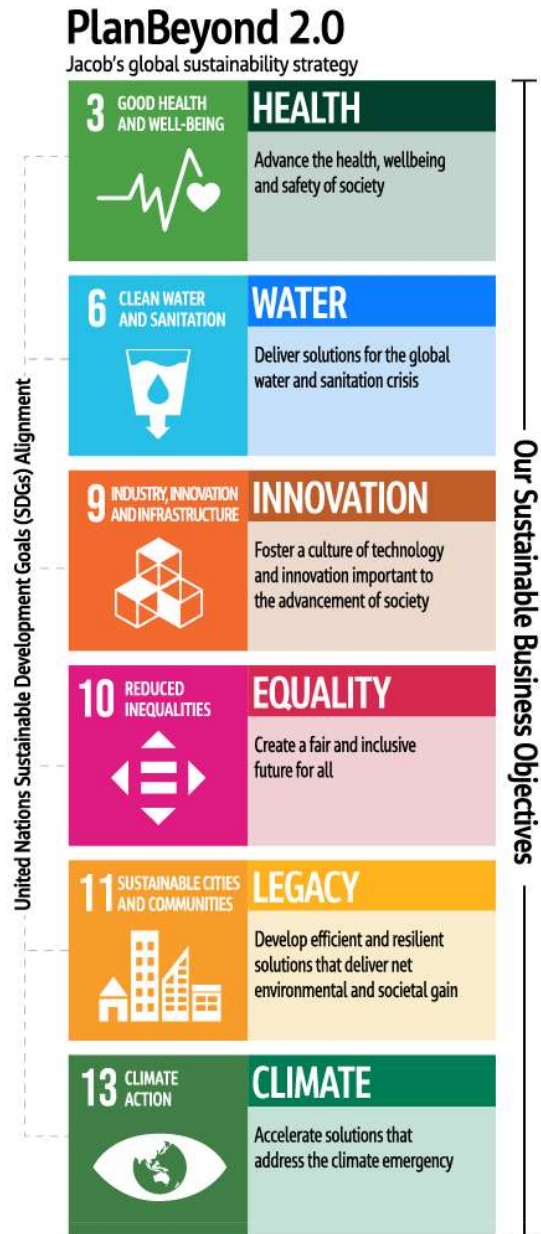 PlanBeyond 2.0
Jacob's global sustainability strategy
United Nations Sustainable Development Goals (SDGs) Alignment
3 GOOD HEALTH
AND WELL-BEING
HEALTH
Advance the health, wellbeing
and safety of society
6 CLEAN WATER
AND SANITATION
WATER
Deliver solutions for the global
water and sanitation crisis
9 INDUSTRY, INNOVATION
AND INFRASTRUCTURE
INNOVATION
Foster a culture of technology
and innovation important to
the advancement of society
10 REDUCED
INEQUALITIES
EQUALITY
Create a fair and inclusive
future for all
11 SUSTAINABLE CITIES
AND COMMUNITIES
LEGACY
Develop efficient and resilient
solutions that deliver net
environmental and societal gain
13 CLIMATE
ACTION
CLIMATE
Accelerate solutions that
address the climate emergency
Our Sustainable Business Objectives